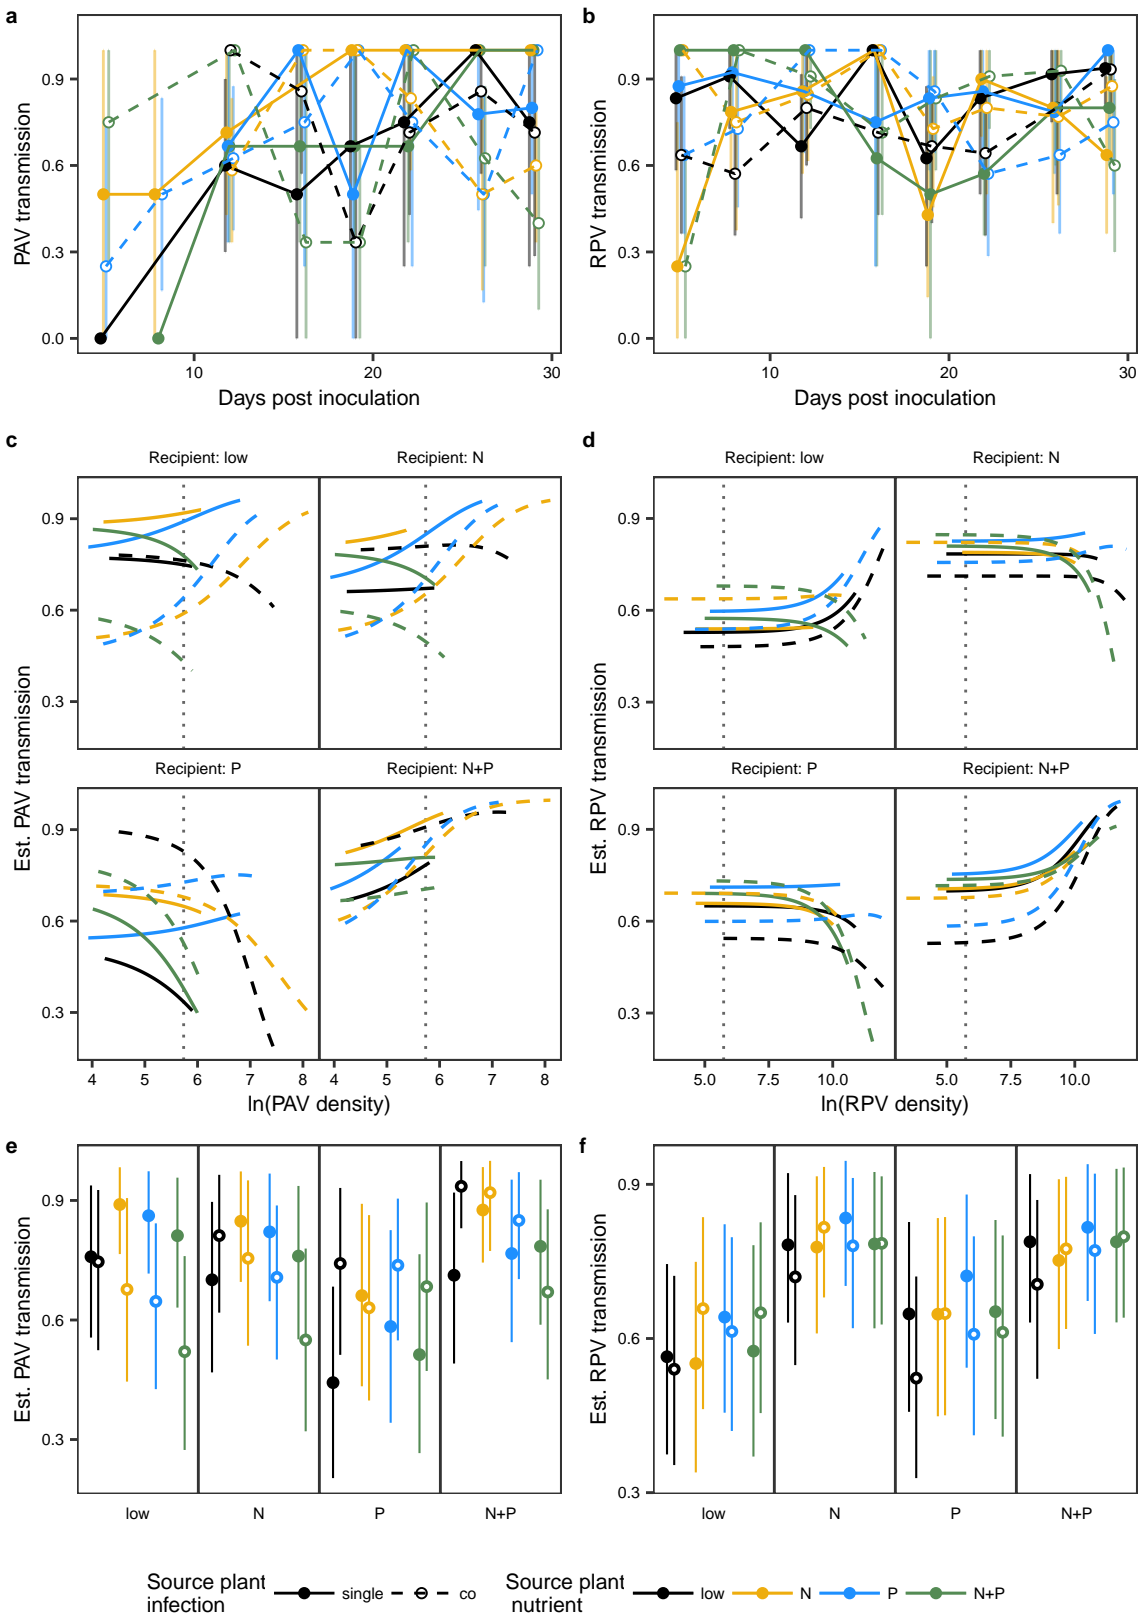 a
b
PAV transmission
0.9
0.6
0.3
0.0
10
20
30
Days post inoculation
RPV transmission
0.9
0.6
0.3
0.0
10
20
30
Days post inoculation
c
d
Est. PAV transmission
Recipient: low
Recipient: N
0.9
0.6
0.3
Recipient: P
Recipient: N+P
0.9
0.6
0.3
4
5
6
7
8
4
5
6
7
8
ln(PAV density)
Est. RPV transmission
Recipient: low
Recipient: N
0.9
0.6
0.3
Recipient: P
Recipient: N+P
0.9
0.6
0.3
5.0
7.5
10.0
5.0
7.5
10.0
ln(RPV density)
e
f
Est. PAV transmission
0.9
0.6
0.3
low
N
P
N+P
Est. RPV transmission
0.9
0.6
0.3
low
N
P
N+P
Source plant
infection
single
co
Source plant
nutrient
low
N
P
N+P